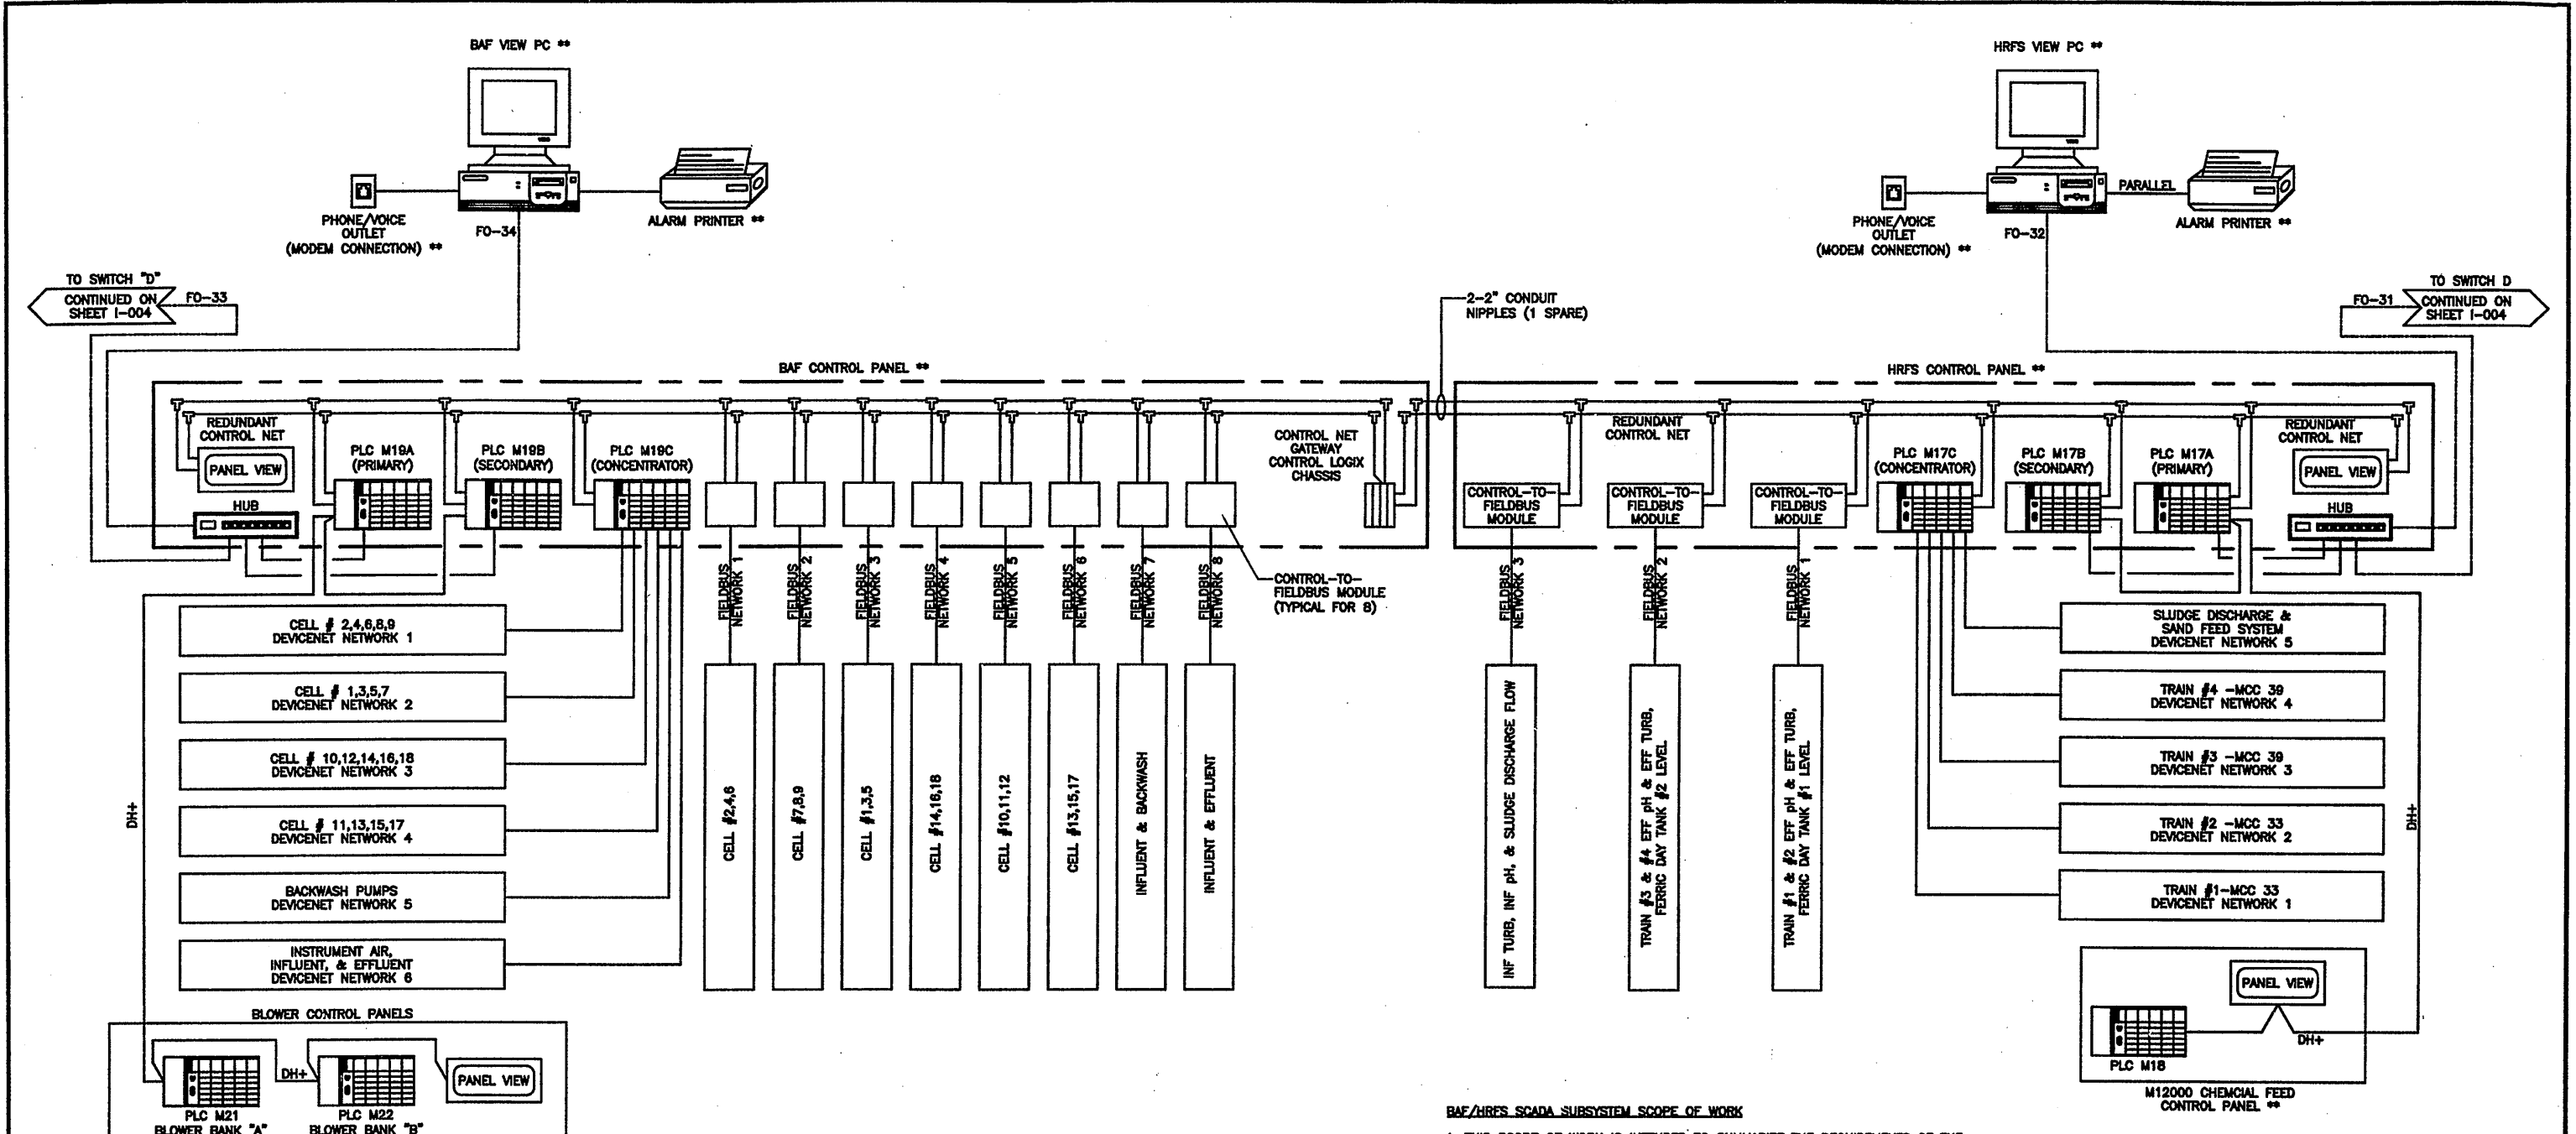 BAF VIEW PC **
PHONE/VOICE
OUTLET
(MODEM CONNECTION) **
FO-34
ALARM PRINTER **
HRFS VIEW PC **
PHONE/VOICE
OUTLET
(MODEM CONNECTION) **
FO-32
PARALLEL
ALARM PRINTER **
TO SWITCH "D"
CONTINUED ON
SHEET I-004
FO-33
2-2" CONDUIT
NIPPLES (1 SPARE)
TO SWITCH D
FO-31
CONTINUED ON
SHEET I-004
BAF CONTROL PANEL **
HRFS CONTROL PANEL **
REDUNDANT
CONTROL NET
PANEL VIEW
HUB
PLC M19A
(PRIMARY)
PLC M19B
(SECONDARY)
PLC M19C
(CONCENTRATOR)
CONTROL NET
GATEWAY
CONTROL LOGIX
CHASSIS
CONTROL-TO-
FIELDBUS
MODULE
REDUNDANT
CONTROL NET
CONTROL-TO-
FIELDBUS
MODULE
CONTROL-TO-
FIELDBUS
MODULE
PLC M17C
(CONCENTRATOR)
PLC M17B
(SECONDARY)
PLC M17A
(PRIMARY)
REDUNDANT
CONTROL NET
PANEL VIEW
HUB
FIELDBUS
NETWORK 1
FIELDBUS
NETWORK 2
FIELDBUS
NETWORK 3
FIELDBUS
NETWORK 4
FIELDBUS
NETWORK 5
FIELDBUS
NETWORK 6
FIELDBUS
NETWORK 7
FIELDBUS
NETWORK 8
CONTROL-TO-
FIELDBUS MODULE
(TYPICAL FOR 8)
FIELDBUS
NETWORK 3
FIELDBUS
NETWORK 2
FIELDBUS
NETWORK 1
CELL # 2,4,6,8,9
DEVICENET NETWORK 1
CELL # 1,3,5,7
DEVICENET NETWORK 2
CELL # 10,12,14,16,18
DEVICENET NETWORK 3
CELL # 11,13,15,17
DEVICENET NETWORK 4
BACKWASH PUMPS
DEVICENET NETWORK 5
INSTRUMENT AIR,
INFLUENT, & EFFLUENT
DEVICENET NETWORK 6
DH+
CELL #2,4,6
CELL #7,8,9
CELL #1,3,5
CELL #14,16,18
CELL #10,11,12
CELL #13,15,17
INFLUENT & BACKWASH
INFLUENT & EFFLUENT
INF TURB, INF pH, & SLUDGE DISCHARGE FLOW
TRAIN #3 & #4 EFF pH & EFF TURB,
FERRIC DAY TANK #2 LEVEL
TRAIN #1 & #2 EFF pH & EFF TURB,
FERRIC DAY TANK #1 LEVEL
SLUDGE DISCHARGE &
SAND FEED SYSTEM
DEVICENET NETWORK 5
TRAIN #4 -MCC 39
DEVICENET NETWORK 4
TRAIN #3 -MCC 39
DEVICENET NETWORK 3
TRAIN #2 -MCC 33
DEVICENET NETWORK 2
TRAIN #1-MCC 33
DEVICENET NETWORK 1
DH+
BLOWER CONTROL PANELS
PLC M21
BLOWER BANK "A"
DH+
PLC M22
BLOWER BANK "B"
PANEL VIEW
PANEL VIEW
PLC M18
DH+
M12000 CHEMCIAL FEED
CONTROL PANEL **
BAF/HRFS SCADA SUBSYSTEM SCOPE OF WORK